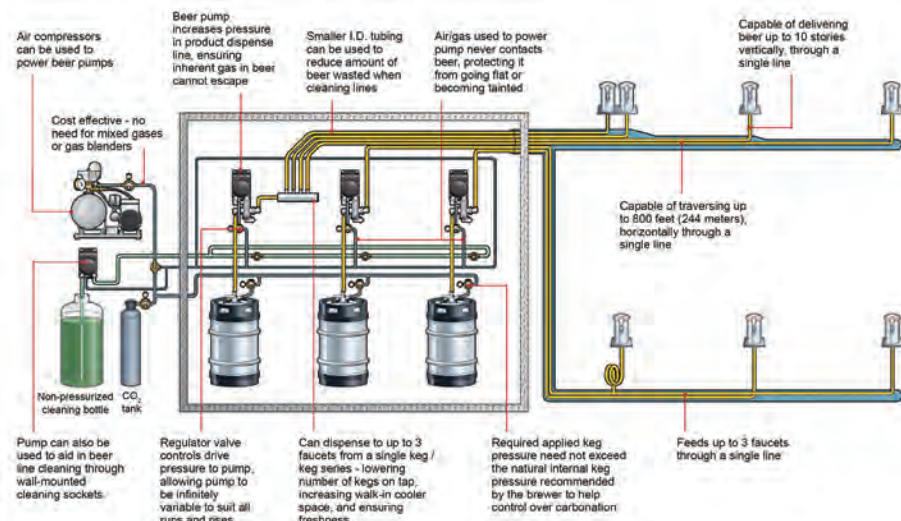 Air compressors
can be used to
power beer pumps
Cost effective - no
need for mixed gases
or gas blenders
Beer pump
increases pressure
in product dispense
line, ensuring
inherent gas in beer
cannot escape
Smaller I.D. tubing
can be used to
reduce amount of
beer wasted when
cleaning lines
Air/gas used to power
pump never contacts
beer, protecting it
from going flat or
becoming tainted
Capable of delivering
beer up to 10 stories
vertically, through a
single line
Capable of traversing up
to 800 feet (244 meters),
horizontally through a
single line
Non-pressurized
cleaning bottle
CO2
tank
Pump can also be
used to aid in beer
line cleaning through
wall-mounted
cleaning sockets.
Regulator valve
controls drive
pressure to pump,
allowing pump to
be infinitely
variable to suit all
runs and rises
Can dispense to up to 3
faucets from a single keg /
keg series - lowering
number of kegs on tap,
increasing walk-in cooler
space, and ensuring
freshness
Required applied keg
pressure need not exceed
the natural internal keg
pressure recommended
by the brewer to help
control over carbonation
Feeds up to 3 faucets
through a single line